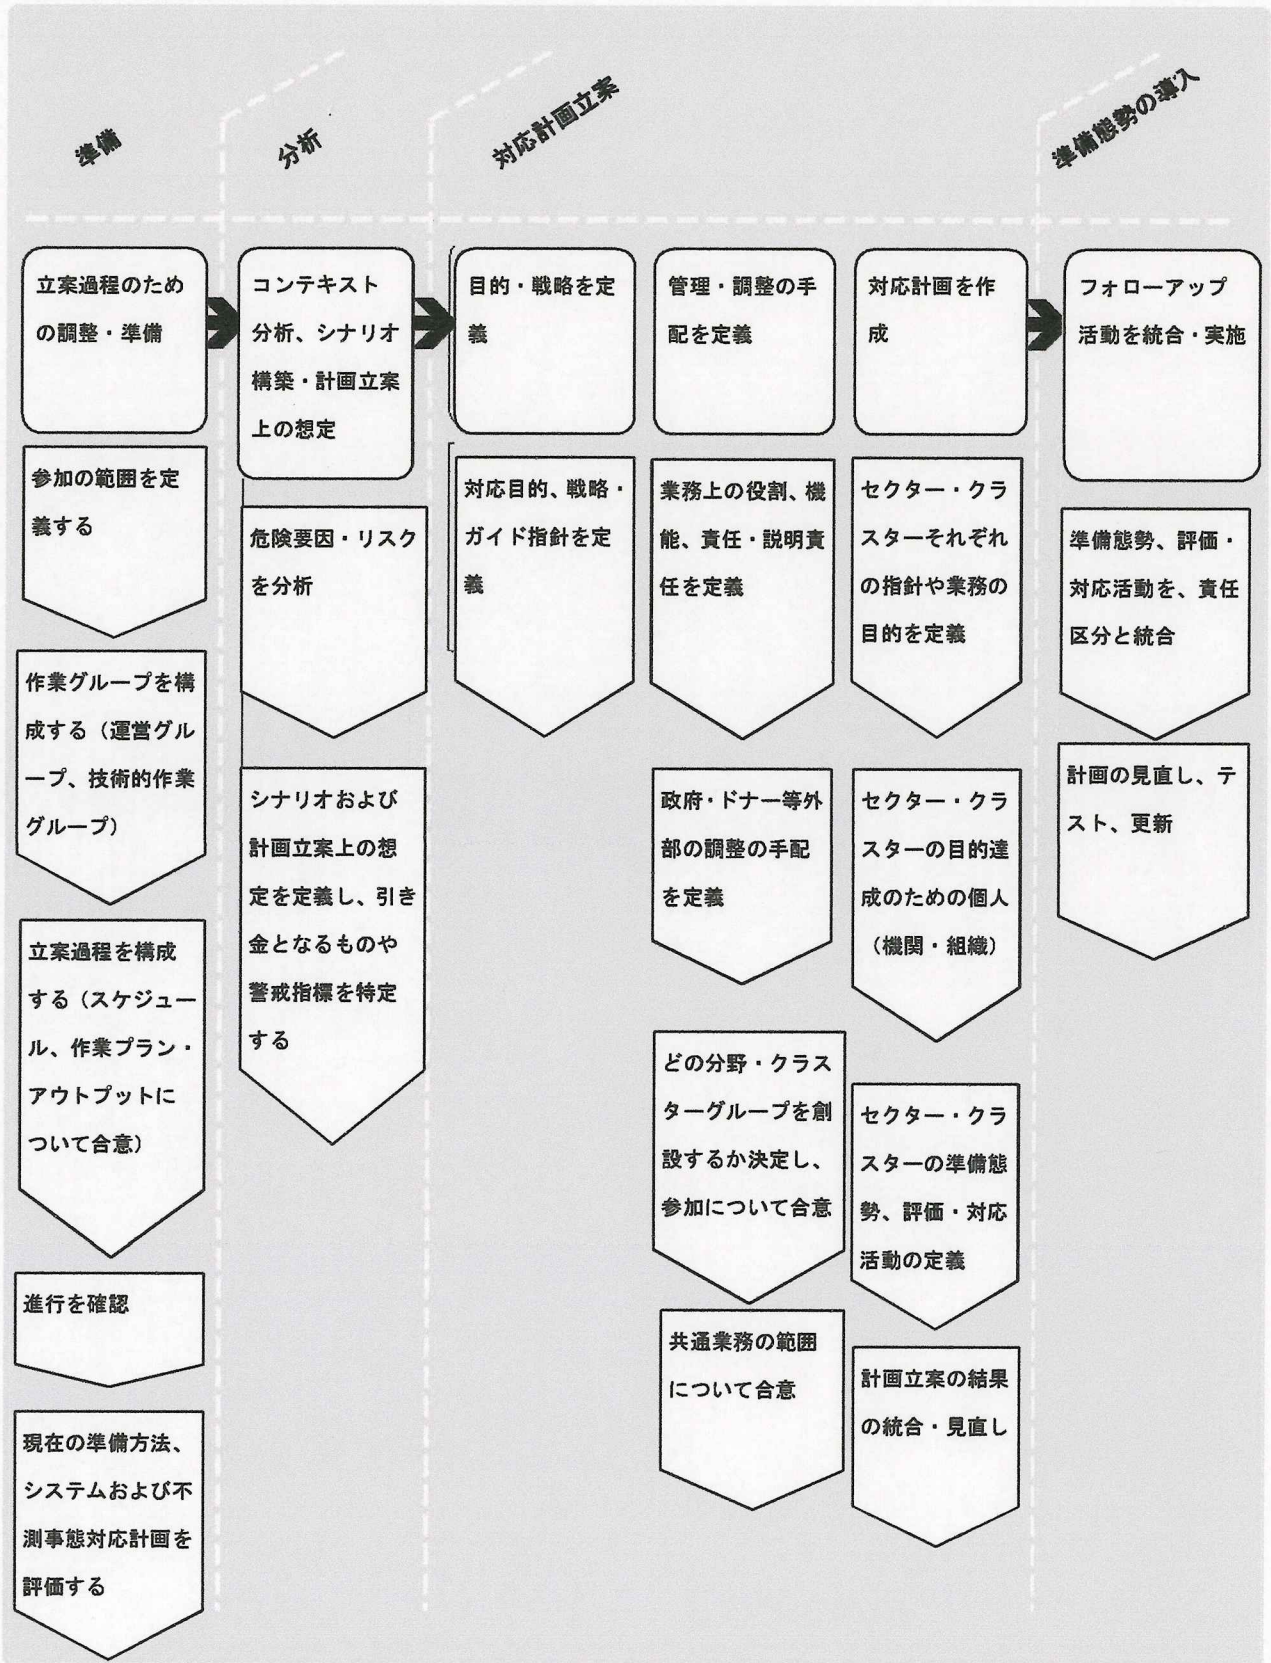 準備
分析
対応計画立案
準備態勢の導入
立案過程のため
の調整・準備
参加の範囲を定
義する
作業グループを構
成する（運営グル
ープ、技術的作業
グループ）
立案過程を構成
する（スケジュー
ル、作業プラン・
アウトプットに
ついて合意）
進行を確認
現在の準備方法、
システムおよび不
測事態対応計画を
評価する
コンテキスト
分析、シナリオ
構築・計画立案
上の想定
危険要因・リスク
を分析
シナリオおよび
計画立案上の想
定を定義し、引き
金となるものや
警戒指標を特定
する
目的・戦略を定
義
対応目的、戦略・
ガイド指針を定
義
管理・調整の手
配を定義
業務上の役割、機
能、責任・説明責
任を定義
政府・ドナー等外
部の調整の手配
を定義
どの分野・クラス
ターグループを創
設するか決定し、
参加について合意
共通業務の範囲
について合意
対応計画を作
成
セクター・クラ
スターそれぞれ
の指針や業務の
目的を定義
セクター・クラ
スターの目的達
成のための個人
（機関・組織）
セクター・クラ
スターの準備態
勢、評価・対応
活動の定義
計画立案の結果
の統合・見直し
フォローアップ
活動を統合・実施
準備態勢、評価・
対応活動を、責任
区分と統合
計画の見直し、テ
スト、更新